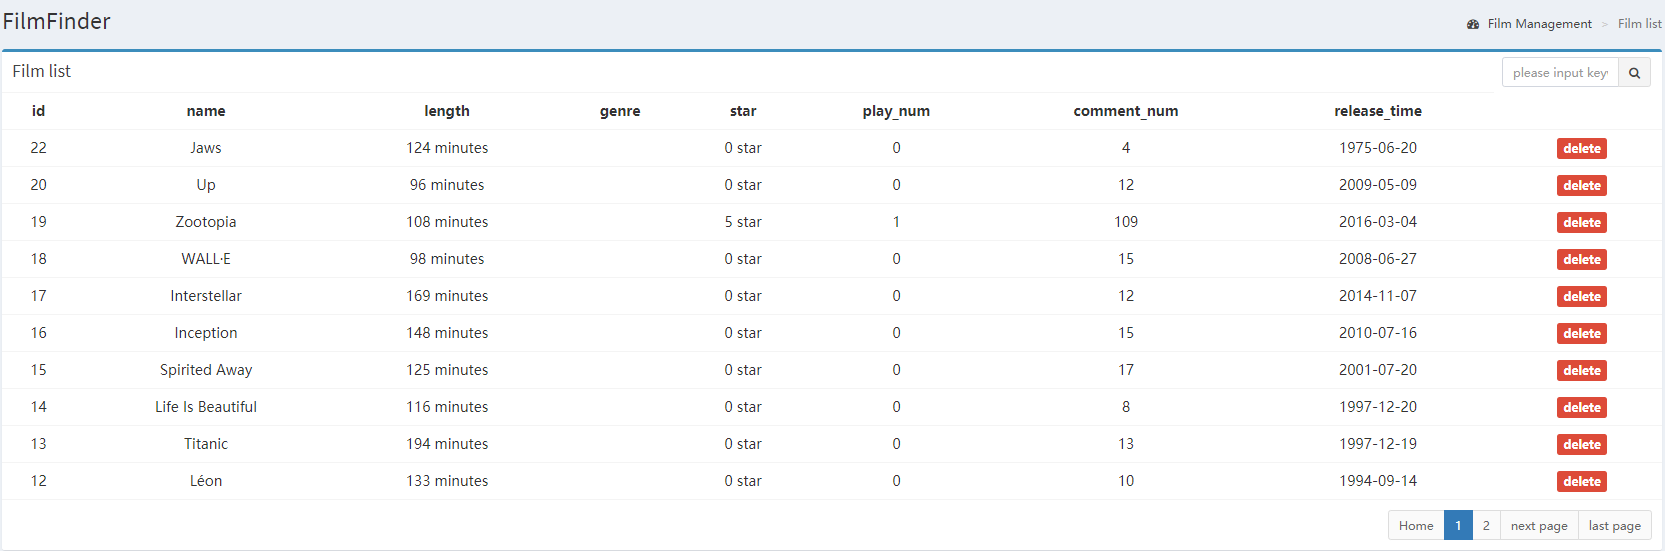 FilmFinder
Film Management > Film list
Film list
please input key
id name length genre star play_num comment_num release_time
22 Jaws 124 minutes 0 star 0 4 1975-06-20 delete
20 Up 96 minutes 0 star 0 12 2009-05-09 delete
19 Zootopia 108 minutes 5 star 1 109 2016-03-04 delete
18 WALL·E 98 minutes 0 star 0 15 2008-06-27 delete
17 Interstellar 169 minutes 0 star 0 12 2014-11-07 delete
16 Inception 148 minutes 0 star 0 15 2010-07-16 delete
15 Spirited Away 125 minutes 0 star 0 17 2001-07-20 delete
14 Life Is Beautiful 116 minutes 0 star 0 8 1997-12-20 delete
13 Titanic 194 minutes 0 star 0 13 1997-12-19 delete
12 Léon 133 minutes 0 star 0 10 1994-09-14 delete
Home 1 2 next page last page